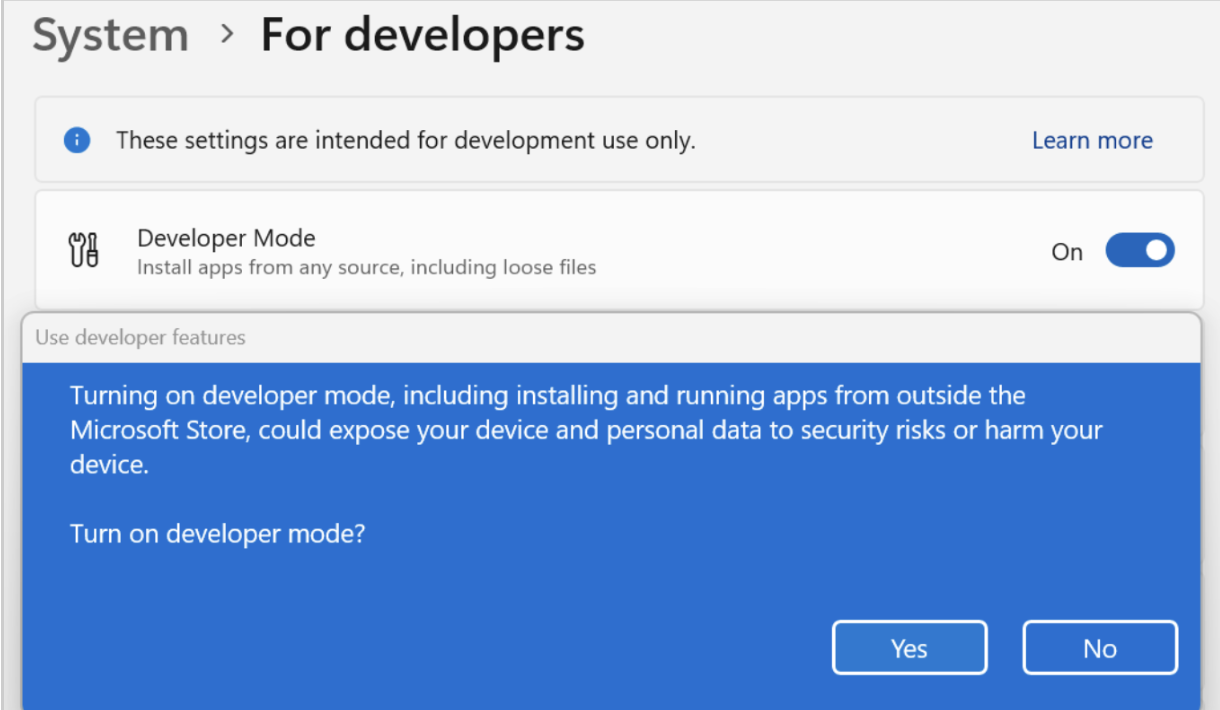 System > For developers
These settings are intended for development use only.
Learn more
Developer Mode
Install apps from any source, including loose files
On
Use developer features
Turning on developer mode, including installing and running apps from outside the
Microsoft Store, could expose your device and personal data to security risks or harm your
device.
Turn on developer mode?
Yes
No